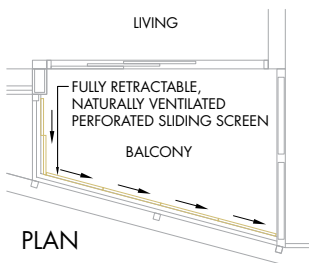 LIVING
FULLY RETRACTABLE,
NATURALLY VENTILATED
PERFORATED SLIDING SCREEN
BALCONY
PLAN